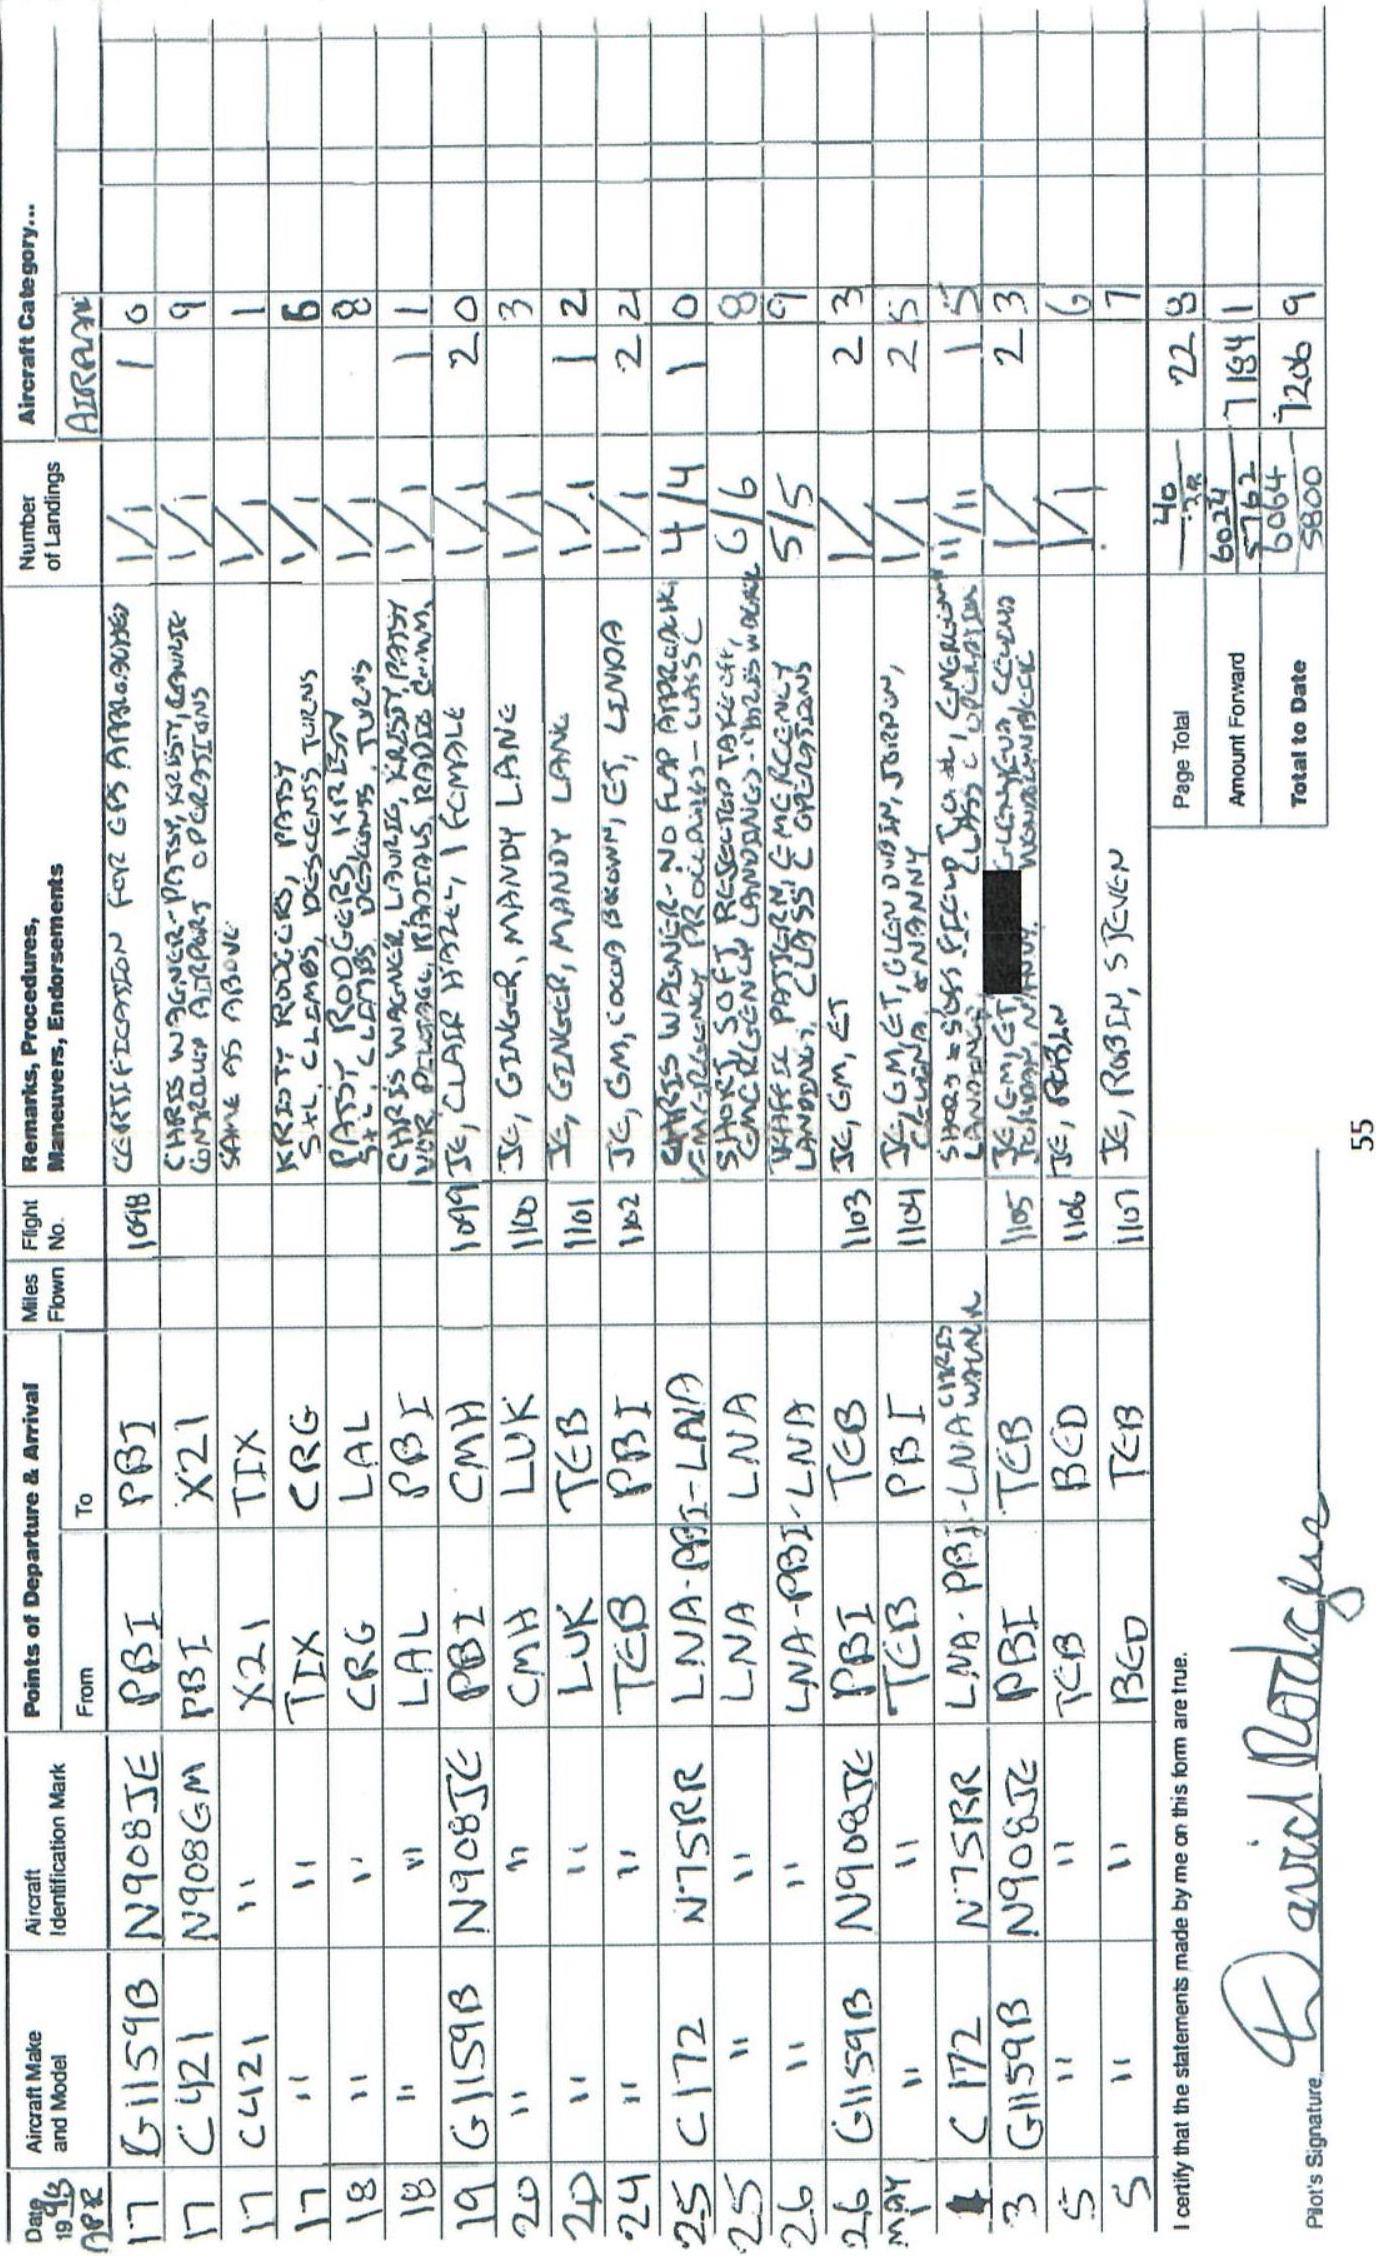 Date
1998
APR
Aircraft Make
and Model
Aircraft
Identification Mark
Points of Departure & Arrival
From
To
Miles
Flown
Flight
No.
Remarks, Procedures,
Maneuvers, Endorsements
Number
of Landings
Aircraft Category...
AIRPLANE
17 G1159B N908JE PBI PBI 1098 CERTIFICATION FOR GPS APPROACHES 1/1 1 0
17 C421 N908GM PBI X21 CHRIS WAGNER-PATSY, KRISTY,
AIRPORT OPERATIONS 1/1 9
17 C421 " X21 TIX SAME AS ABOVE 1/1 1
17 " " TIX CRG KRISTY RODGERS, PATSY
S+L, CLIMBS, DESCENTS, TURNS 1/1 6
18 " " CRG LAL PATSY RODGERS, KRISTY
S+L CLIMBS DESCENTS, TURNS 1/1 8
18 " " LAL PBI CHRIS WAGNER, LAURIE, KRISTY, PATSY
VOR RADIALS, RADIO COMM. 1/1 1 1
19 G1159B N908JE PBI CMH 1099 JE, CLAIR HAZEL, 1 FEMALE 1/1 2 0
20 " " CMH LUK 1100 JE, GINGER, MANDY LANE 1/1 3
20 " " LUK TEB 1101 JE, GINGER, MANDY LANE 1/1 1 2
24 " " TEB PBI 1102 JE, GM, COCOA BROWN, ET, LINDA 1/1 2 2
25 C172 N75RR LNA-PBI-LNA CHRIS WAGNER-NO FLAP APPROACH,
EMERGENCY PROCEDURES-CLASS C 4/4 1 0
25 " " LNA LNA SHORT, SOFT, REJECTED TAKEOFF,
EMERGENCY LANDINGS-CHRIS WAGNER 6/6 8
26 " " LNA-PBI-LNA TRAFFIC PATTERN, EMERGENCY
LANDINGS, CLASS C OPERATIONS 5/5 9
26 G1159B N908JE PBI TEB 1103 JE, GM, ET 1/ 2 3
MAY
1 " " TEB PBI 1104 JE, GM, ET, GLEN DUBIN, JORDAN,
CELINA & NANNY 1/1 2 5
C172 N75RR LNA-PBI-LNA CHRIS
WAGNER SHORT & SOFT FIELD
LANDINGS, CLASS C OPERATION 11/11 1 5
3 G1159B N908JE PBI TEB 1105 JE, GM, ET,
JORDAN, NANNY 1/ 2 3
5 " " TEB BED 1106 JE, ROBIN 1/1 6
5 " " BED TEB 1107 JE, ROBIN, STEVEN 7
I certify that the statements made by me on this form are true.
Page Total 40 22 9
Amount Forward 6024 5762 7184 1
Total to Date 6064 5800 7206 9
Pilot's Signature David Rodgers
55